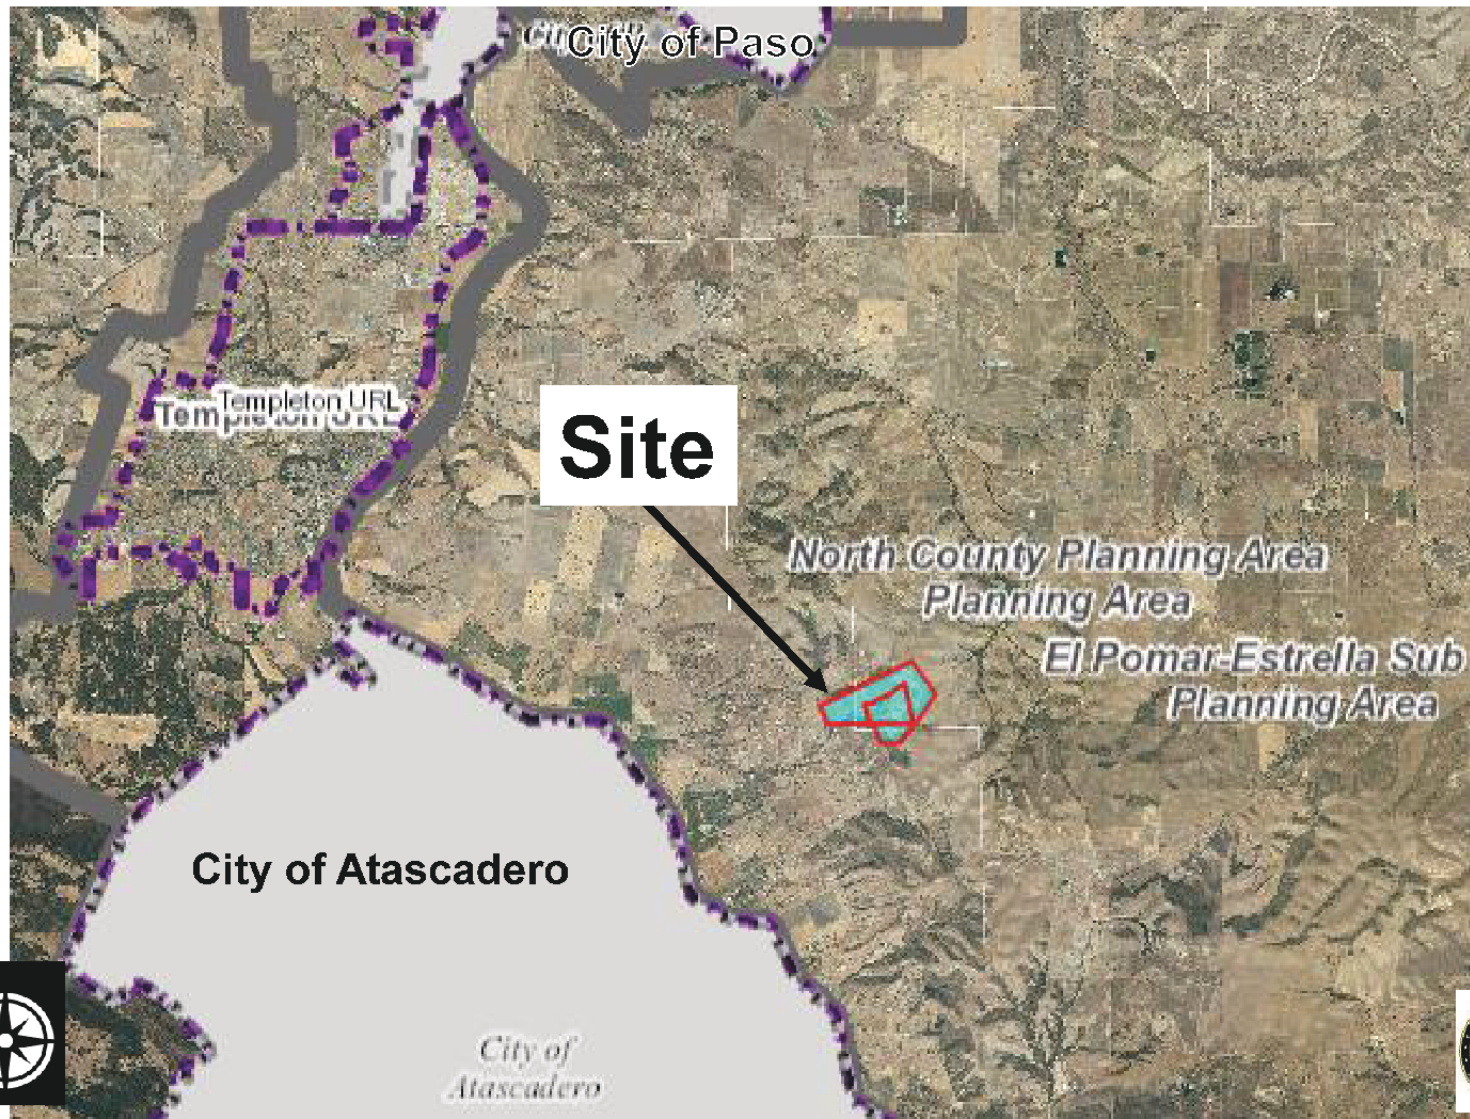 City of Paso
Templeton URL
Templeton URL
Site
North County Planning Area
Planning Area
El Pomar-Estrella Sub
Planning Area
City of Atascadero
City of
Atascadero